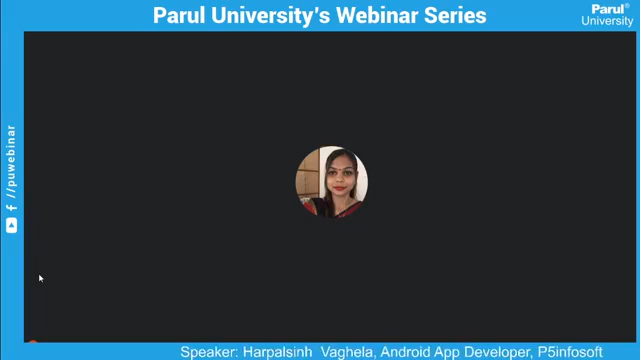 Parul University's Webinar Series
Parul®
University
//puwebinar
Speaker: Harpalsinh Vaghela, Android App Developer, P5infosoft